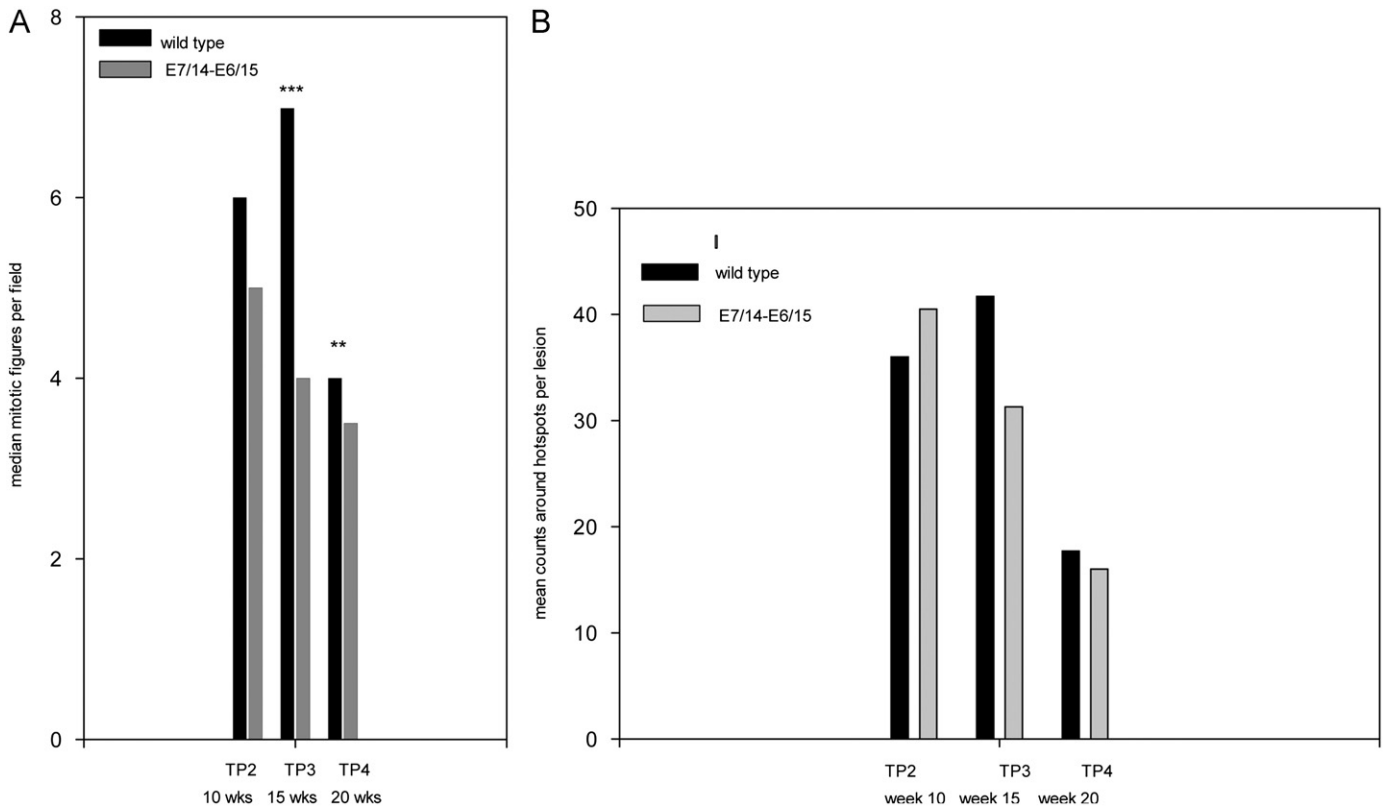 A
8
wild type
E7/14-E6/15
***
6
**
4
2
0
median mitotic figures per field
TP2 TP3 TP4
10 wks 15 wks 20 wks
B
50
wild type
E7/14-E6/15
40
30
20
10
0
mean counts around hotspots per lesion
TP2 TP3 TP4
week 10 week 15 week 20